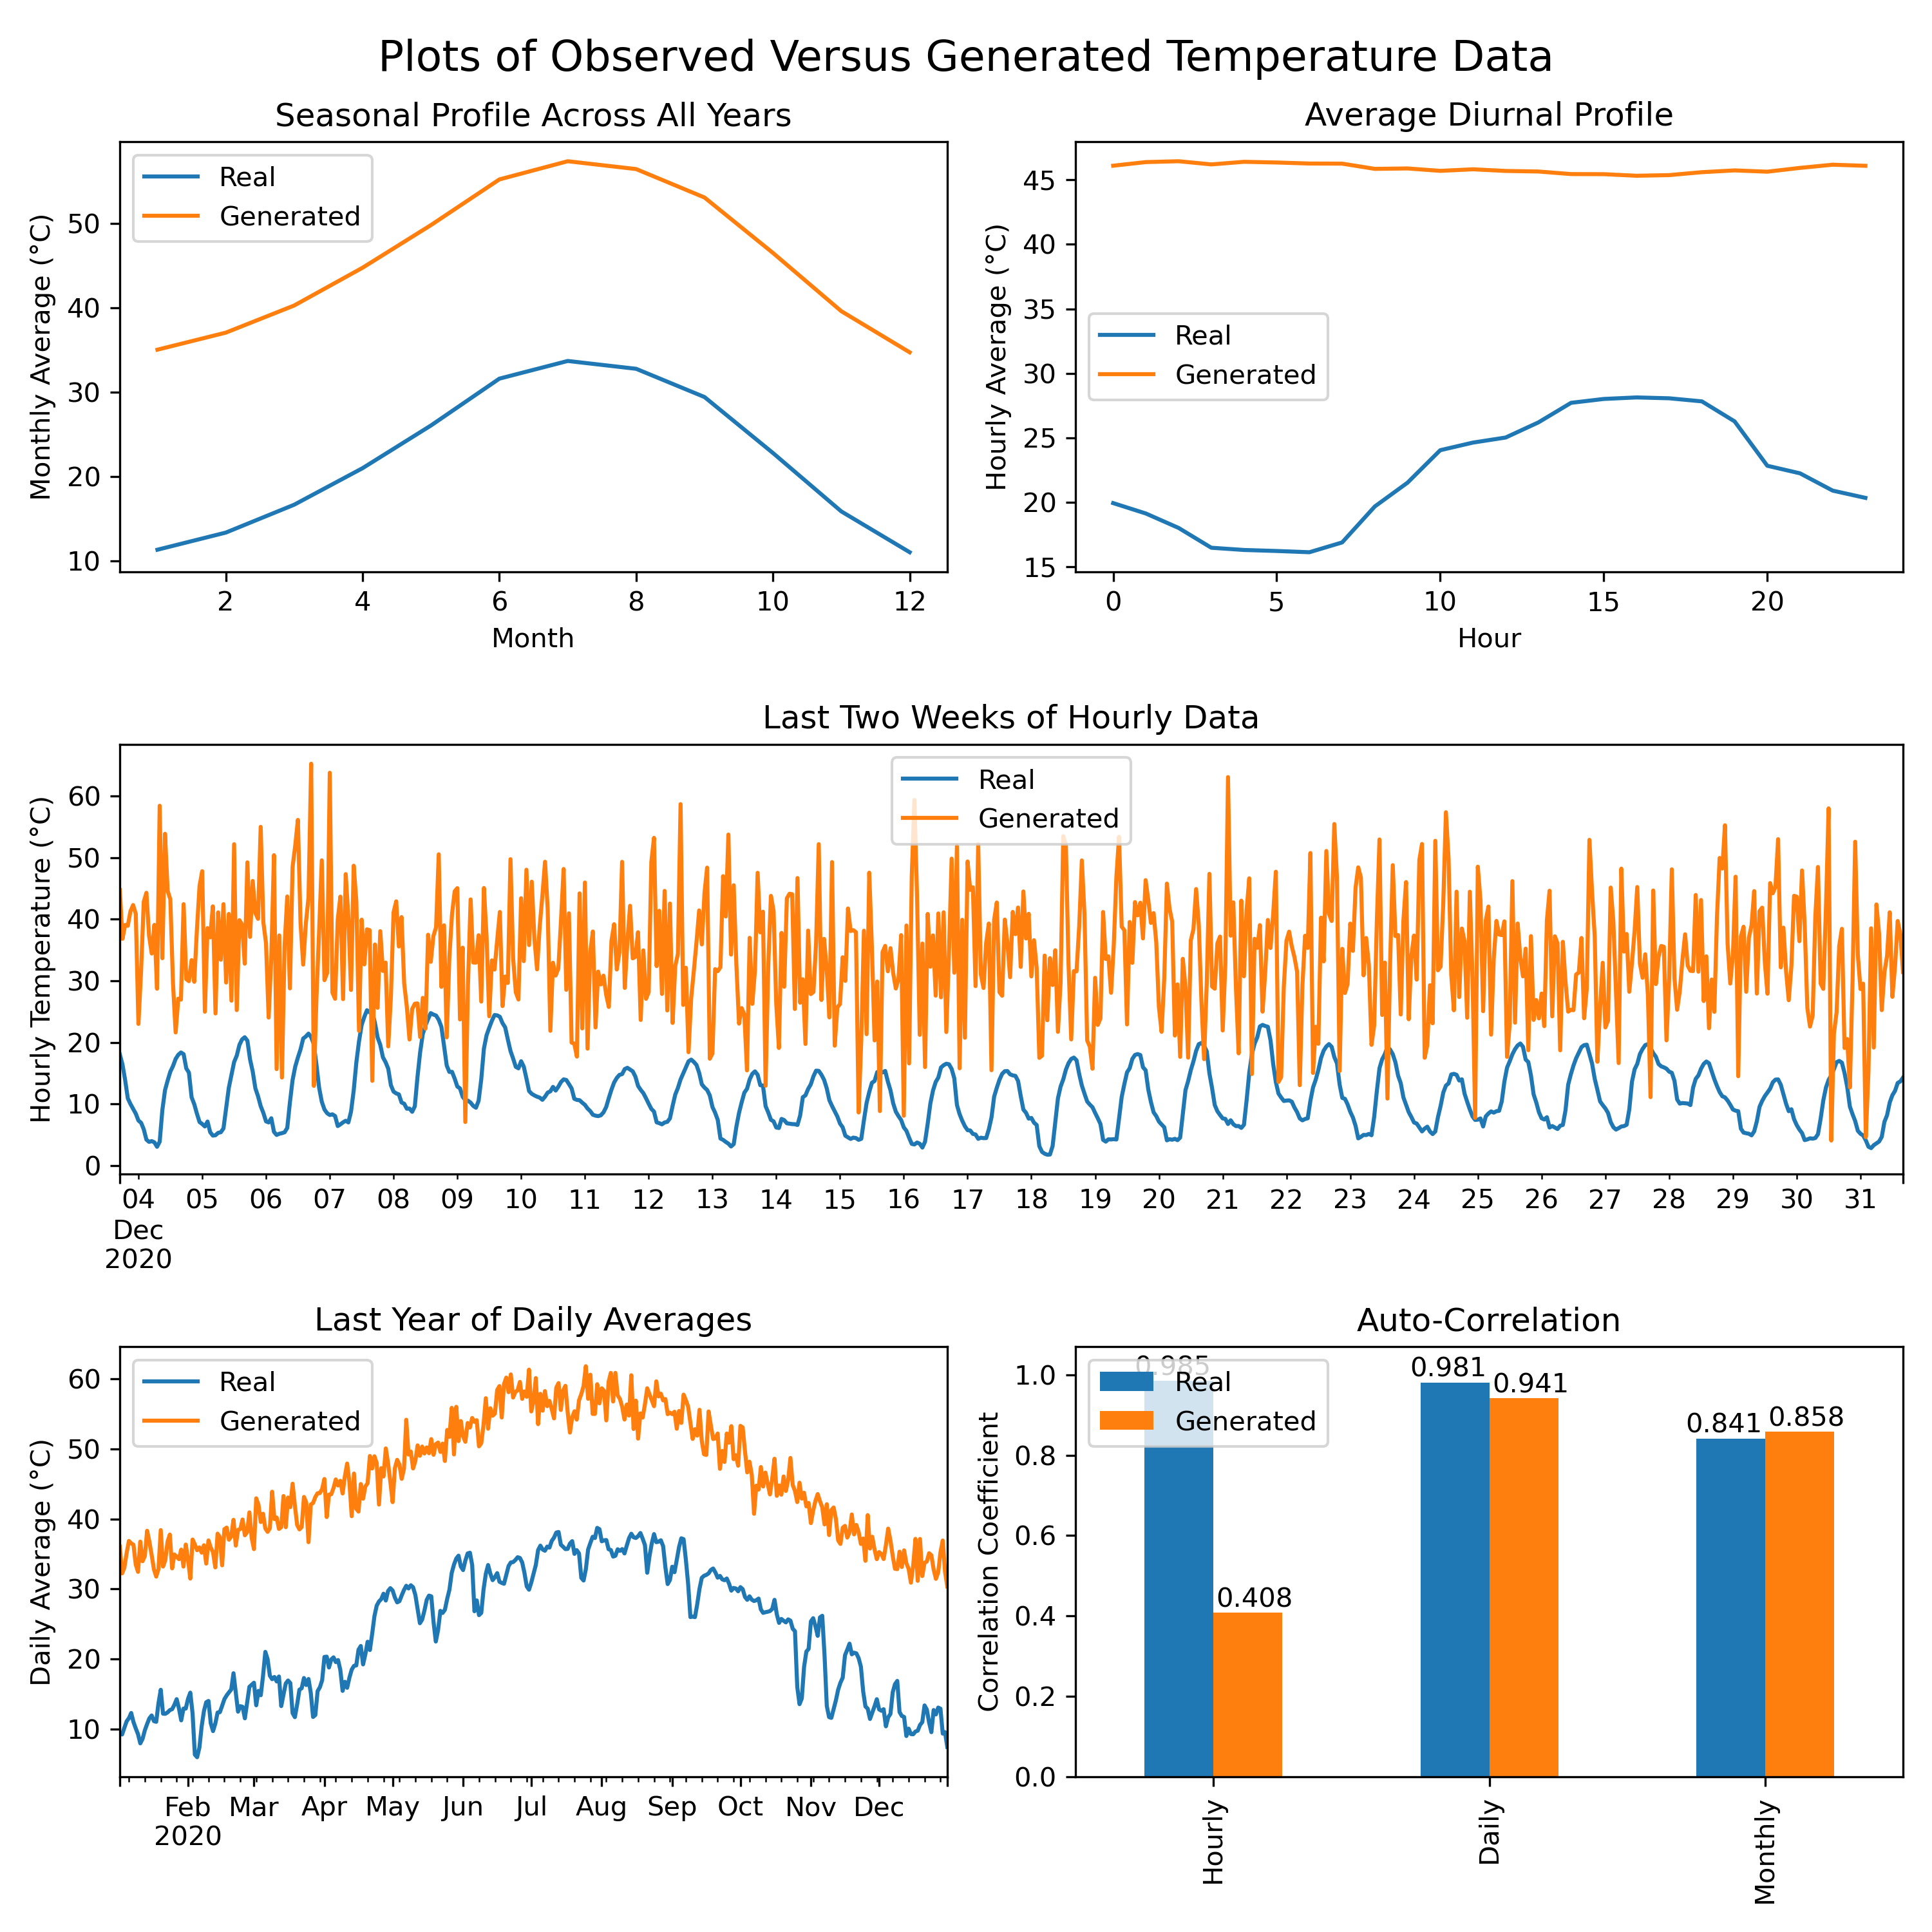 Plots of Observed Versus Generated Temperature Data
Seasonal Profile Across All Years
Real
Generated
Monthly Average (°C)
50
40
30
20
10
2 4 6 8 10 12
Month
Average Diurnal Profile
Real
Generated
Hourly Average (°C)
45
40
35
30
25
20
15
0 5 10 15 20
Hour
Last Two Weeks of Hourly Data
Real
Generated
Hourly Temperature (°C)
60
50
40
30
20
10
0
04 05 06 07 08 09 10 11 12 13 14 15 16 17 18 19 20 21 22 23 24 25 26 27 28 29 30 31
Dec
2020
Last Year of Daily Averages
Real
Generated
Daily Average (°C)
60
50
40
30
20
10
Feb Mar Apr May Jun Jul Aug Sep Oct Nov Dec
2020
Auto-Correlation
0.985
Real
Generated
0.981
0.941
0.841
0.858
0.408
Correlation Coefficient
1.0
0.8
0.6
0.4
0.2
0.0
Hourly
Daily
Monthly